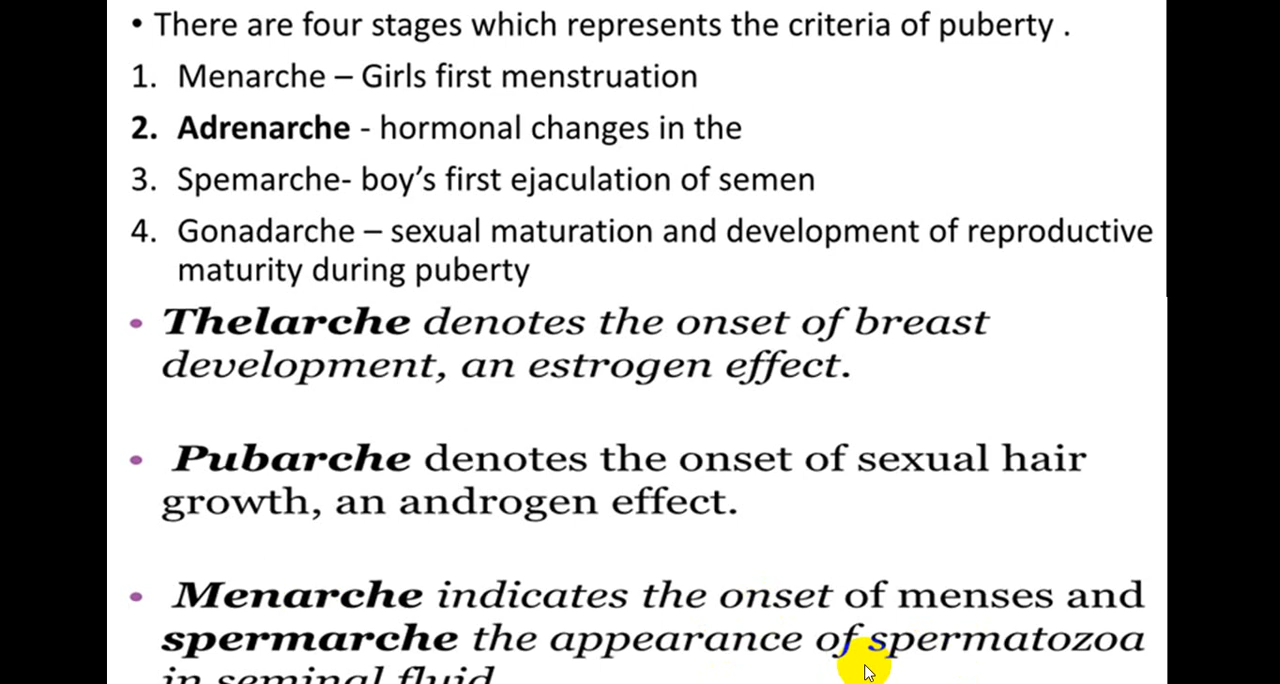 • There are four stages which represents the criteria of puberty .
1. Menarche – Girls first menstruation
2. Adrenarche - hormonal changes in the
3. Spemarche- boy's first ejaculation of semen
4. Gonadarche – sexual maturation and development of reproductive
maturity during puberty
• Thelarche denotes the onset of breast
development, an estrogen effect.
• Pubarche denotes the onset of sexual hair
growth, an androgen effect.
• Menarche indicates the onset of menses and
spermarche the appearance of spermatozoa
in seminal fluid